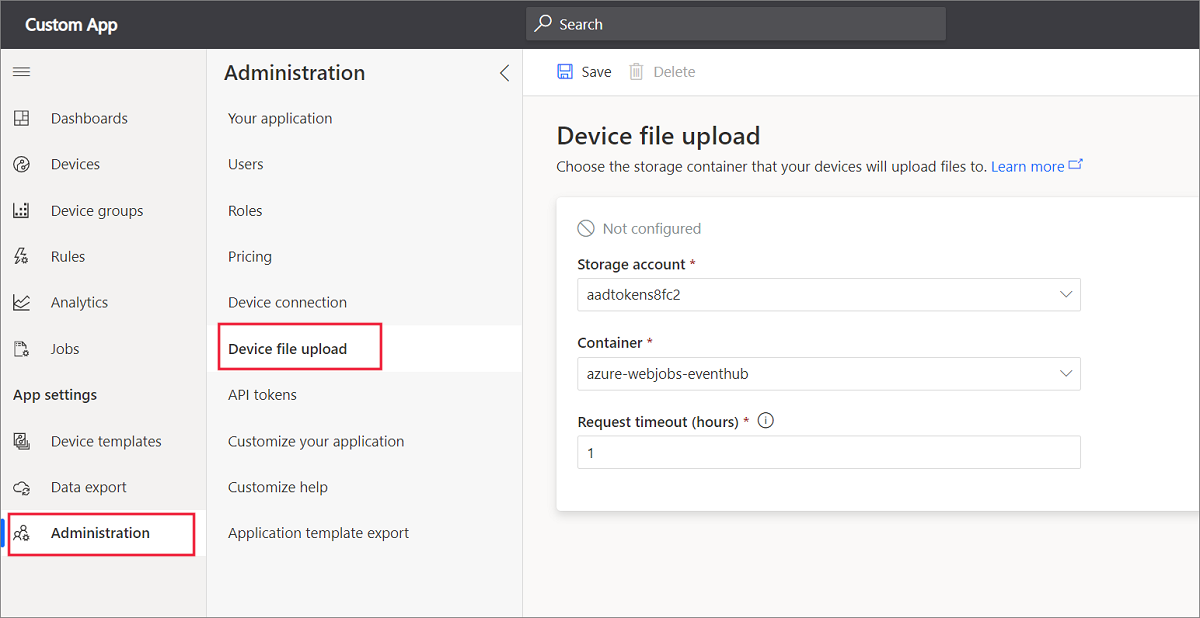 Custom App
Search
Dashboards
Devices
Device groups
Rules
Analytics
Jobs
App settings
Device templates
Data export
Administration
Administration
Your application
Users
Roles
Pricing
Device connection
Device file upload
API tokens
Customize your application
Customize help
Application template export
Save
Delete
Device file upload
Choose the storage container that your devices will upload files to. Learn more
Not configured
Storage account *
aadtokens8fc2
Container *
azure-webjobs-eventhub
Request timeout (hours) *
1